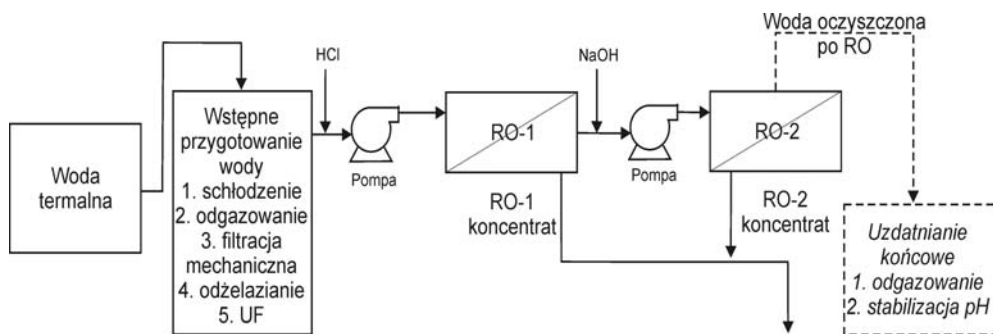 Woda
termalna
Wstępne
przygotowanie
wody
1. schłodzenie
2. odgazowanie
3. filtracja
mechaniczna
4. odżelazianie
5. UF
HCl
Pompa
RO-1
RO-1
koncentrat
NaOH
Pompa
RO-2
RO-2
koncentrat
Woda oczyszczona
po RO
Uzdatnianie
końcowe
1. odgazowanie
2. stabilizacja pH